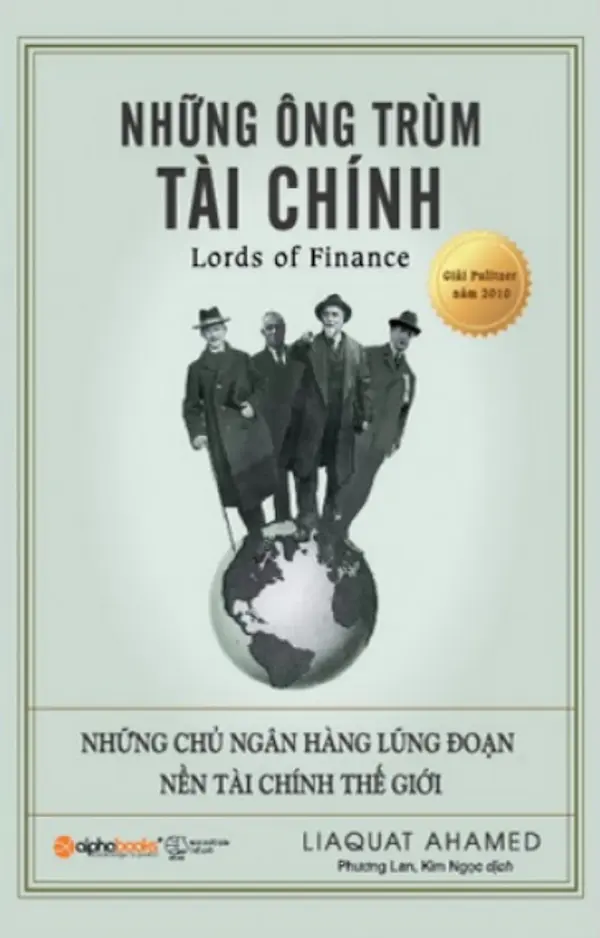 NHỮNG ÔNG TRÙM
TÀI CHÍNH
Lords of Finance
Giải Pulitzer
năm 2010
NHỮNG CHỦ NGÂN HÀNG LŨNG ĐOẠN
NỀN TÀI CHÍNH THẾ GIỚI
alphabooks
LIAQUAT AHAMED
Phương Lan, Kim Ngọc dịch